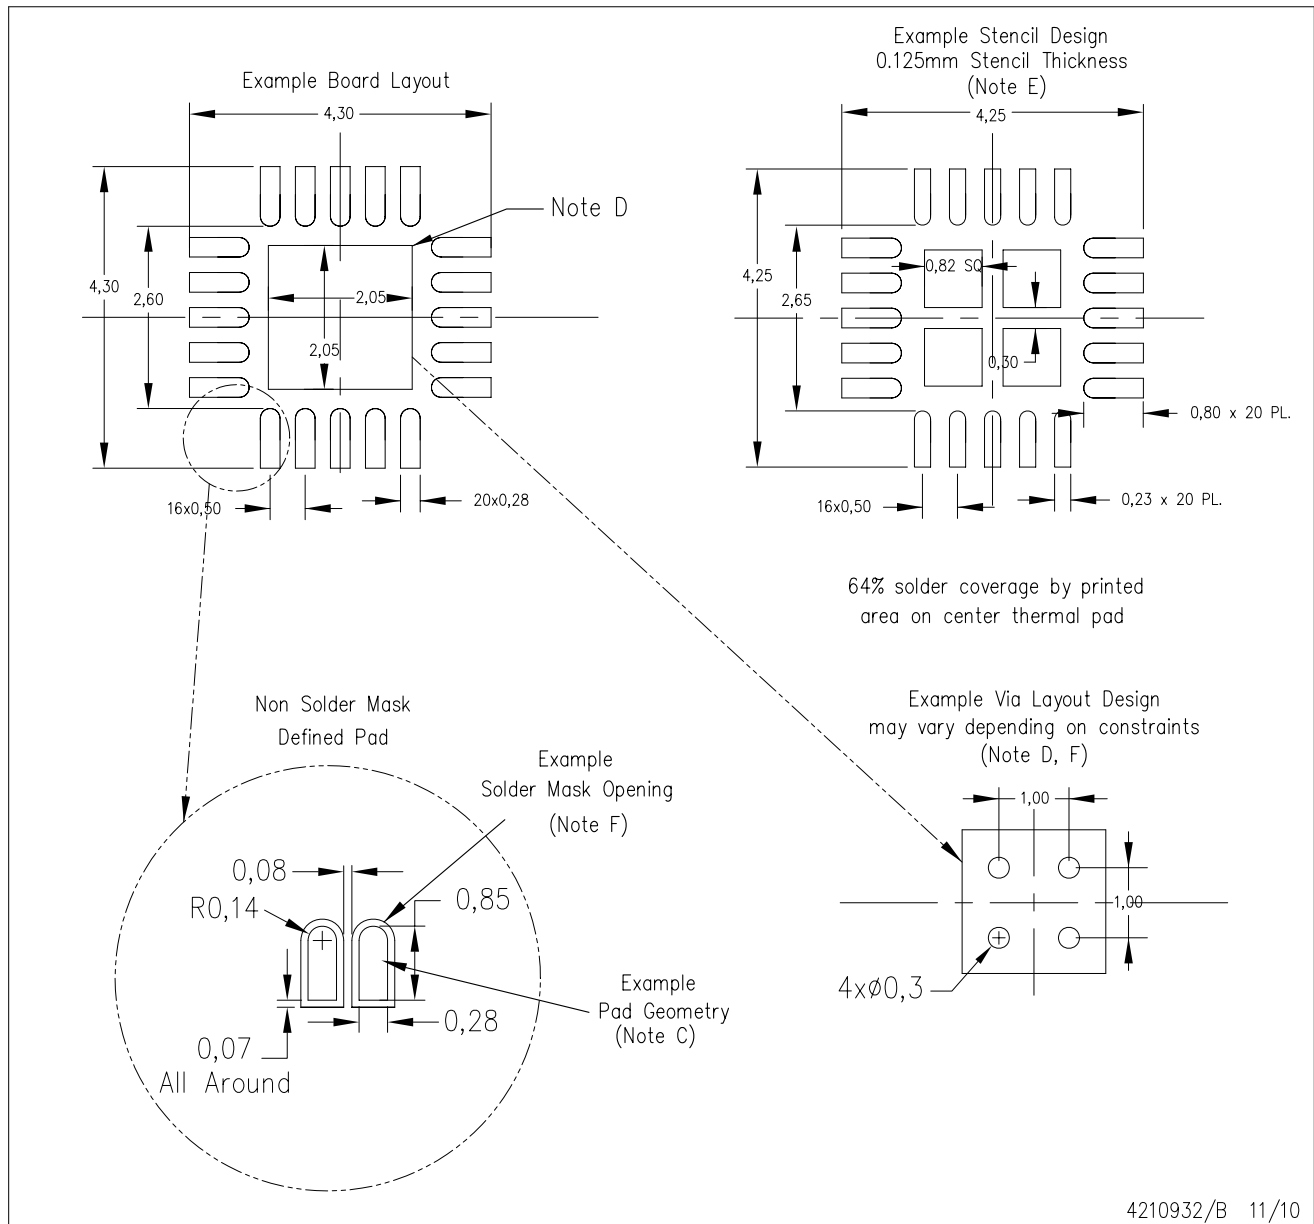 Example Board Layout
4,30
4,30
2,60
2,05
2,05
Note D
16x0,50
20x0,28
Example Stencil Design
0.125mm Stencil Thickness
(Note E)
4,25
4,25
2,65
0,82 SQ
0,30
0,80 x 20 PL.
16x0,50
0,23 x 20 PL.
64% solder coverage by printed
area on center thermal pad
Non Solder Mask
Defined Pad
Example
Solder Mask Opening
(Note F)
0,08
R0,14
0,85
Example
Pad Geometry
(Note C)
0,28
0,07
All Around
Example Via Layout Design
may vary depending on constraints
(Note D, F)
1,00
1,00
4xø0,3
4210932/B 11/10